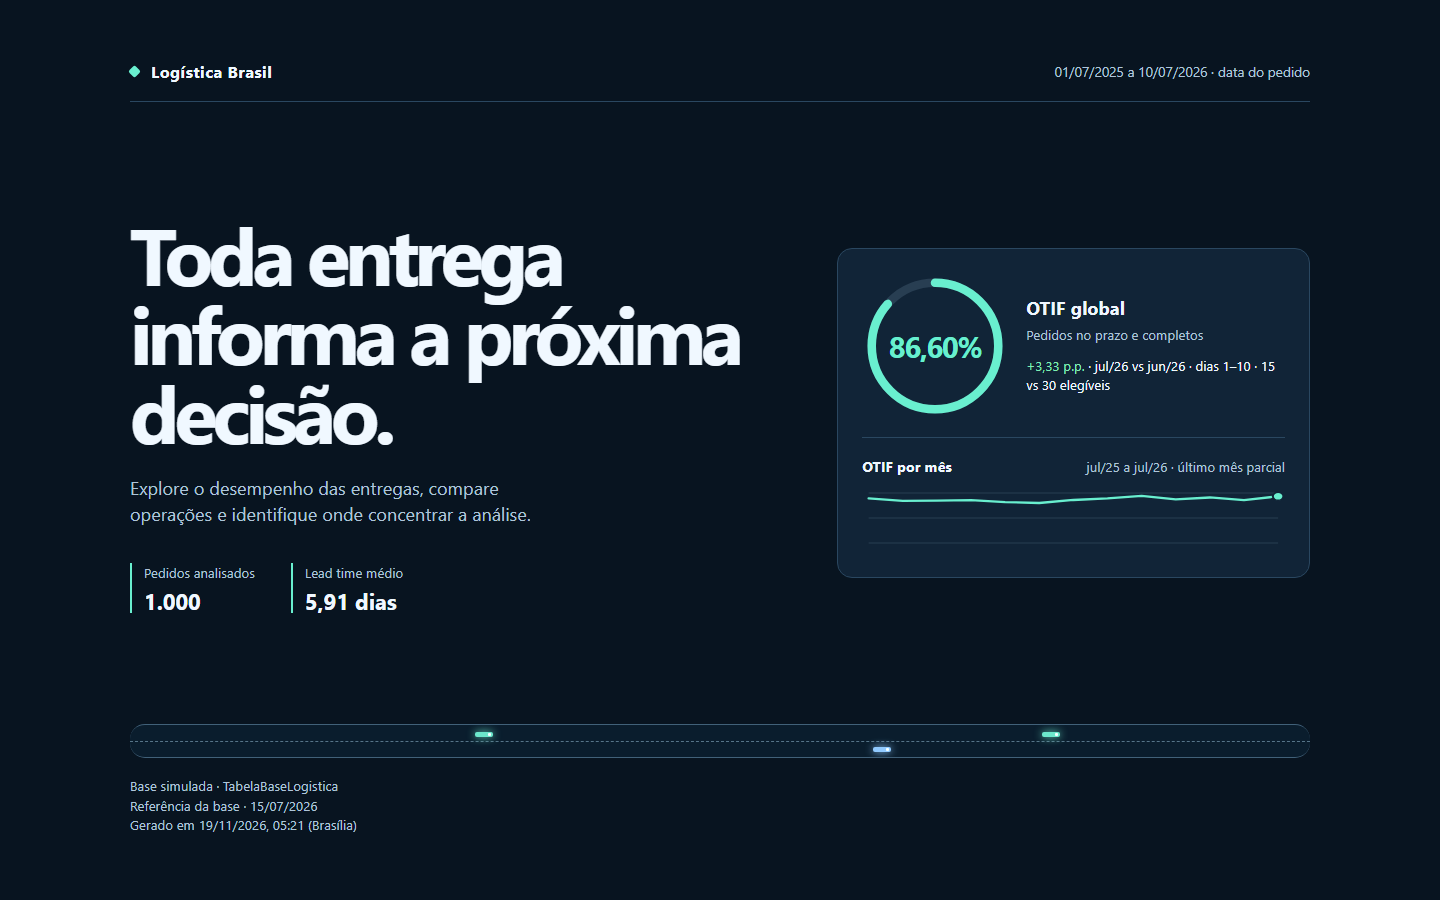 Logística Brasil
01/07/2025 a 10/07/2026 · data do pedido
Toda entrega
informa a próxima
decisão.
Explore o desempenho das entregas, compare
operações e identifique onde concentrar a análise.
Pedidos analisados
1.000
Lead time médio
5,91 dias
86,60%
OTIF global
Pedidos no prazo e completos
+3,33 p.p. · jul/26 vs jun/26 · dias 1–10 · 15
vs 30 elegíveis
OTIF por mês
jul/25 a jul/26 · último mês parcial
Base simulada · TabelaBaseLogistica
Referência da base · 15/07/2026
Gerado em 19/11/2026, 05:21 (Brasília)